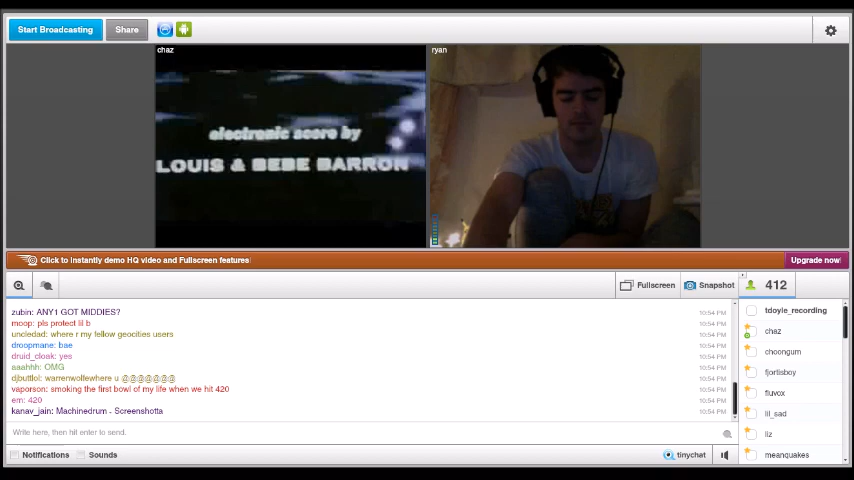 Start Broadcasting
Share
chaz
ryan
electronic score by
LOUIS & BEBE BARRON
Click to instantly demo HQ video and Fullscreen features!
Upgrade now!
Fullscreen
Snapshot
412
zubin: ANY1 GOT MIDDIES?
10:54 PM
moop: pls protect lil b
10:54 PM
uncledad: where r my fellow geocities users
10:54 PM
droopmane: bae
10:54 PM
druid_cloak: yes
10:54 PM
aaahhh: OMG
10:54 PM
djbuttlol: warrenwolfewhere u @@@@@@@
10:54 PM
vaporson: smoking the first bowl of my life when we hit 420
10:54 PM
em: 420
10:54 PM
kanav_jain: Machinedrum - Screenshotta
10:54 PM
tdoyle_recording
chaz
choongum
fjortisboy
fluvox
lil_sad
liz
meanquakes
Write here, then hit enter to send.
Notifications
Sounds
tinychat